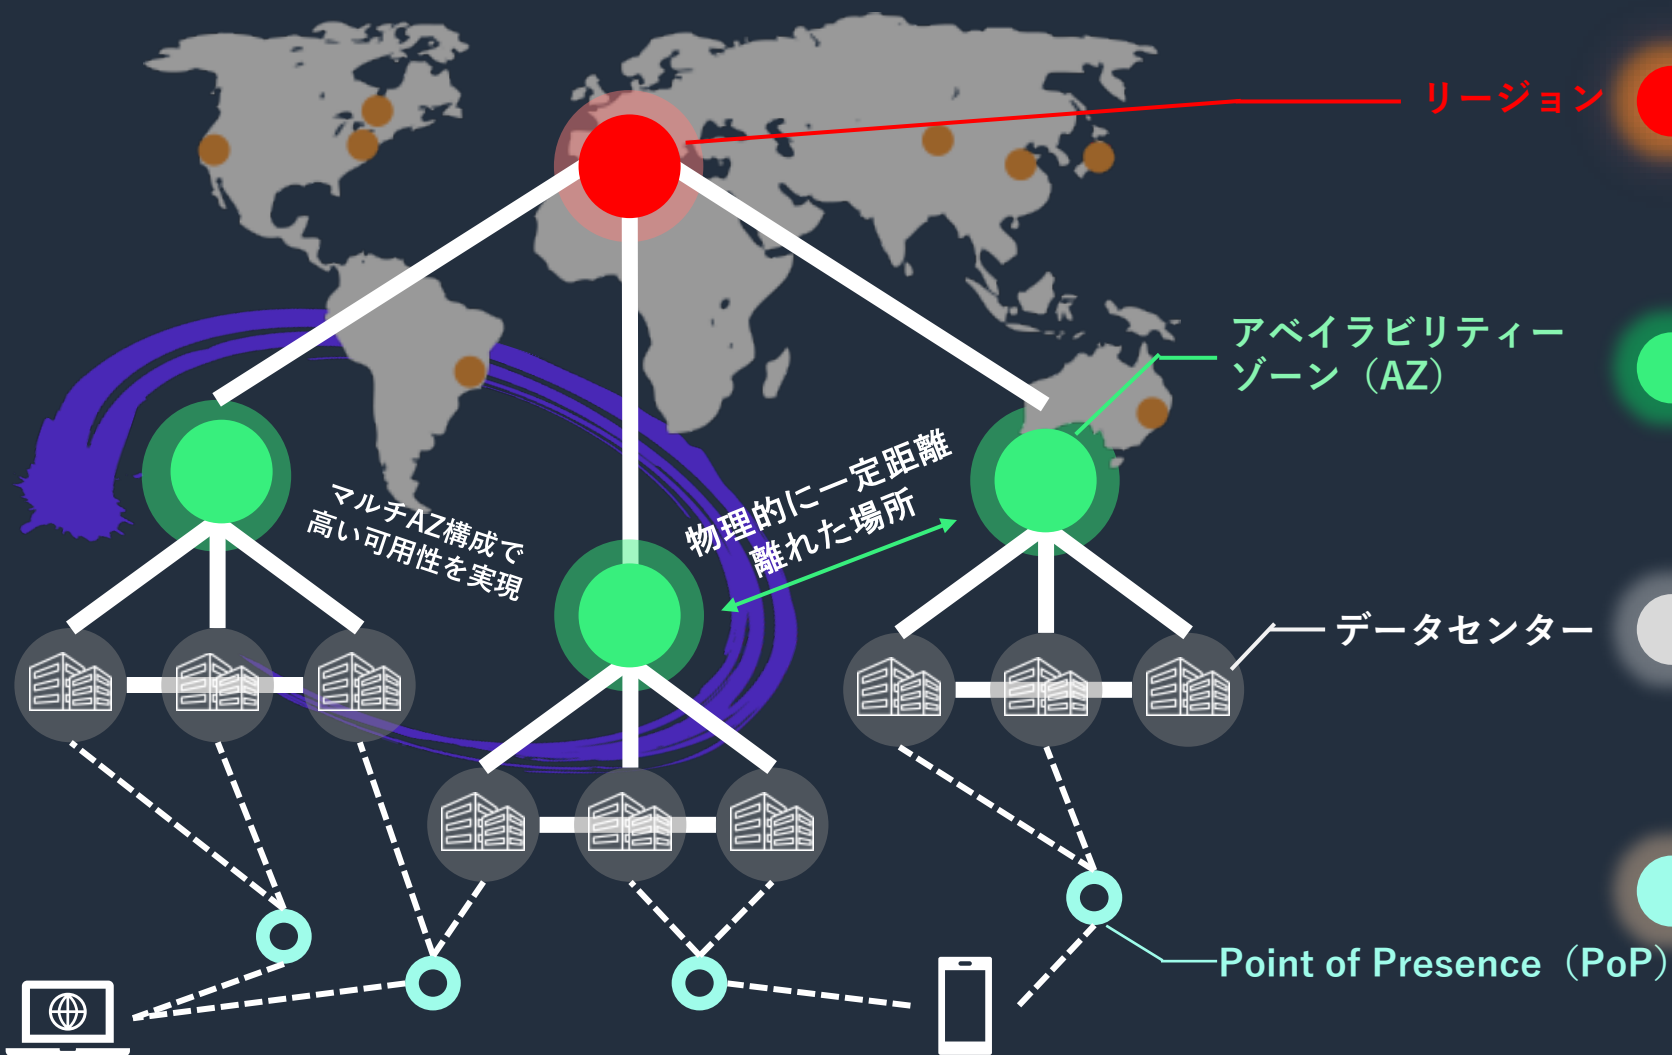 リージョン
アベイラビリティー
ゾーン（AZ）
マルチAZ構成で
高い可用性を実現
物理的に一定距離
離れた場所
データセンター
Point of Presence（PoP）